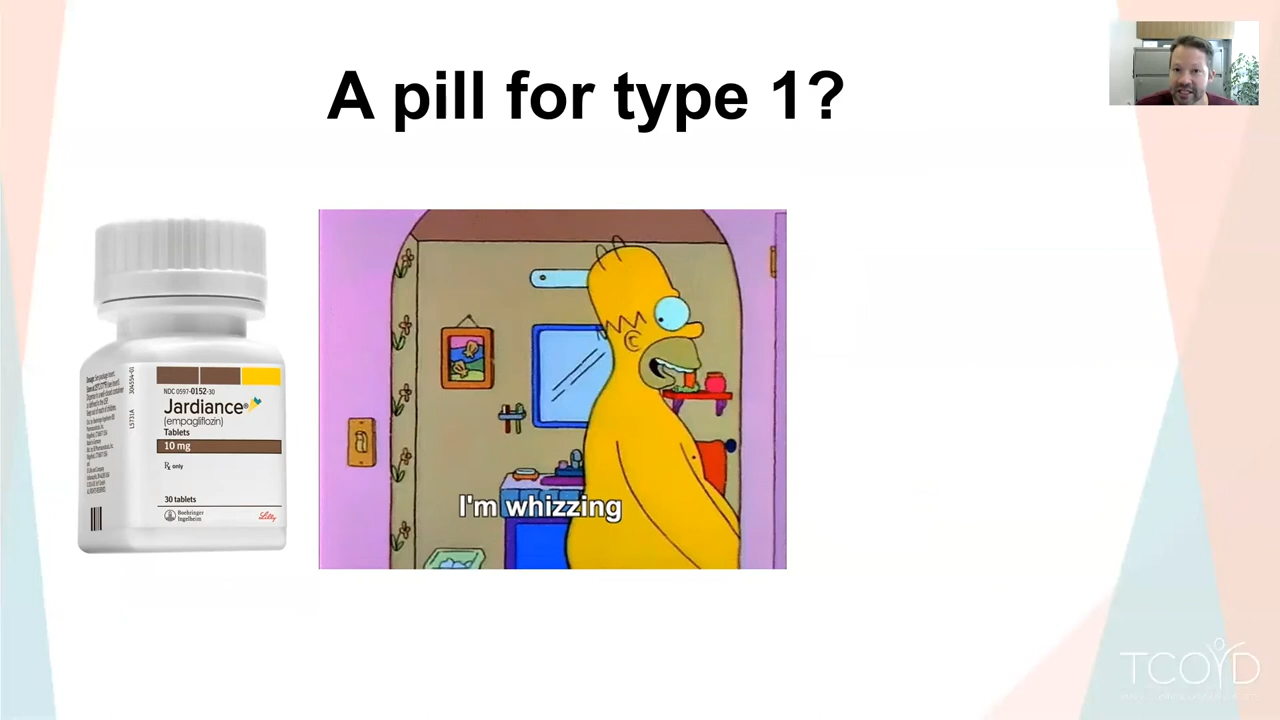 A pill for type 1?
NDC 0597-0152-30
Jardiance®
(empagliflozin)
Tablets
10 mg
Rx only
30 tablets
Boehringer
Ingelheim
Lilly
L5731A
I'm whizzing
TCOYD